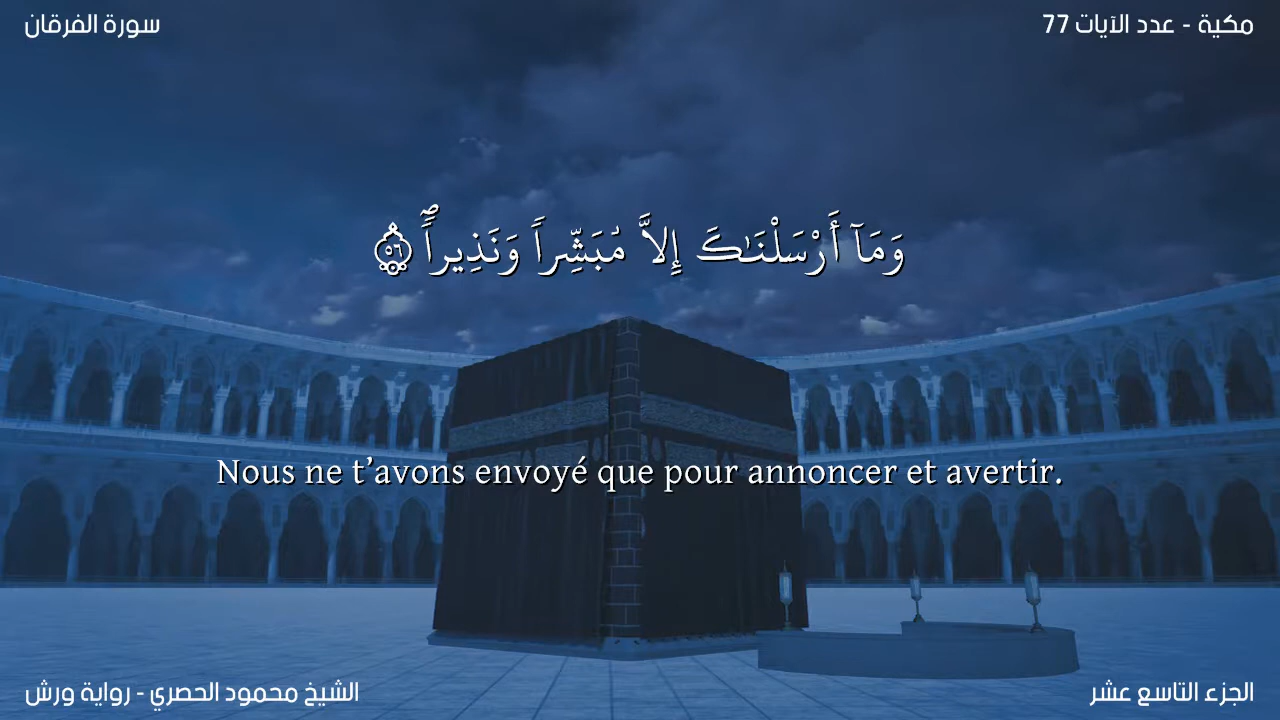 مكية - عدد الآيات 77
سورة الفرقان
وَمَآ أَرْسَلْنَٰكَ إِلاَّ مُبَشِّراً وَنَذِيراًۖ ٥٦
Nous ne t’avons envoyé que pour annoncer et avertir.
الجزء التاسع عشر
الشيخ محمود الحصري - رواية ورش